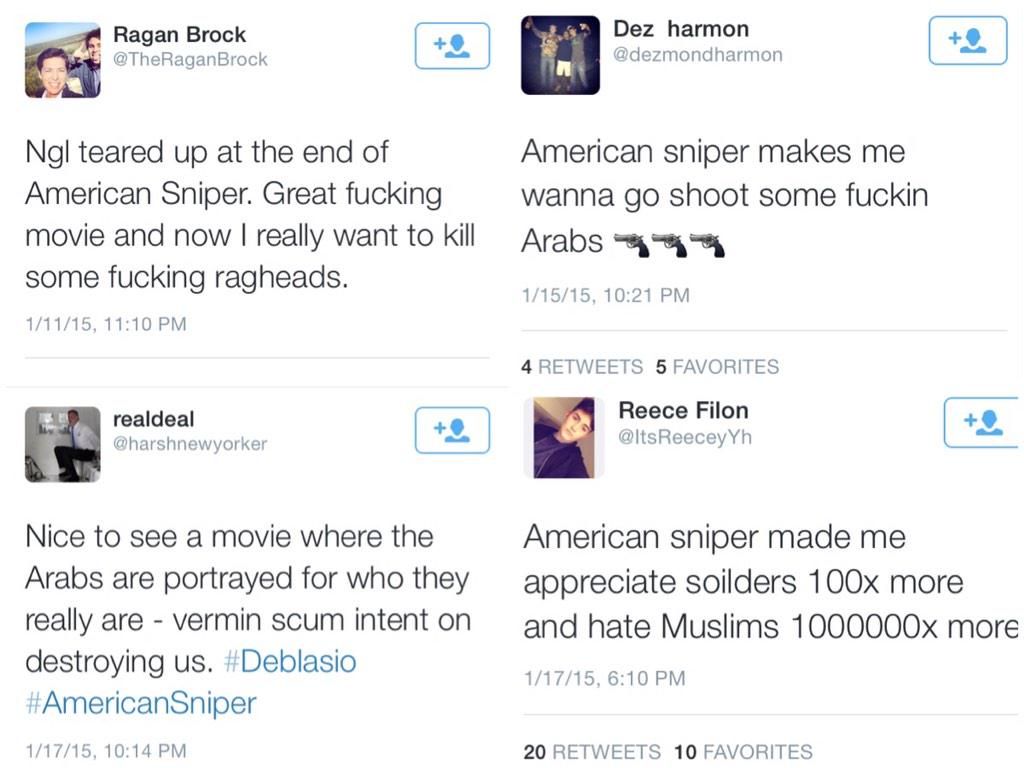 Ragan Brock
@TheRaganBrock
Ngl teared up at the end of
American Sniper. Great fucking
movie and now I really want to kill
some fucking ragheads.
1/11/15, 11:10 PM
Dez harmon
@dezmondharmon
American sniper makes me
wanna go shoot some fuckin
Arabs 🔫🔫🔫
1/15/15, 10:21 PM
4 RETWEETS 5 FAVORITES
realdeal
@harshnewyorker
Nice to see a movie where the
Arabs are portrayed for who they
really are - vermin scum intent on
destroying us. #Deblasio
#AmericanSniper
1/17/15, 10:14 PM
Reece Filon
@ItsReeceyYh
American sniper made me
appreciate soilders 100x more
and hate Muslims 1000000x more
1/17/15, 6:10 PM
20 RETWEETS 10 FAVORITES